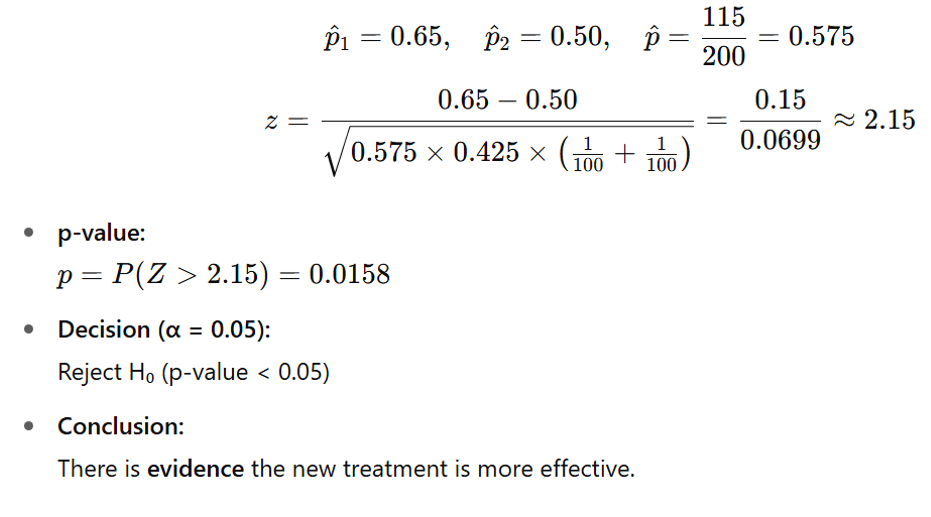 p̂₁ = 0.65, p̂₂ = 0.50, p̂ = 115/200 = 0.575
z = (0.65 − 0.50)/√(0.575 × 0.425 × (1/100 + 1/100)) = 0.15/0.0699 ≈ 2.15
• p-value:
p = P(Z > 2.15) = 0.0158
• Decision (α = 0.05):
Reject H₀ (p-value < 0.05)
• Conclusion:
There is evidence the new treatment is more effective.